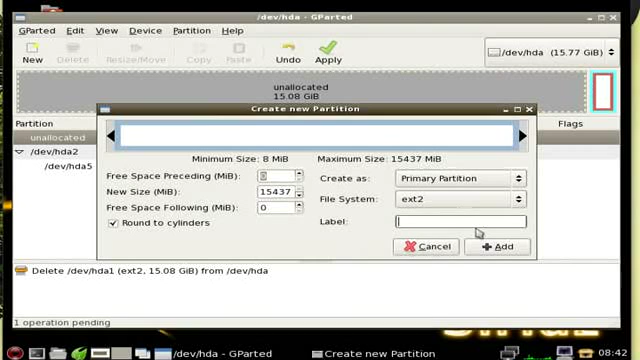 /dev/hda - GParted
GParted Edit View Device Partition Help
New Delete Resize/Move Copy Paste Undo Apply
/dev/hda (15.77 GiB)
unallocated
15.08 GiB
Create new Partition
Partition
Flags
unallocated
/dev/hda2
/dev/hda5
Minimum Size: 8 MiB Maximum Size: 15437 MiB
Free Space Preceding (MiB): 0
Create as: Primary Partition
New Size (MiB): 15437
File System: ext2
Free Space Following (MiB): 0
Label:
Round to cylinders
Cancel Add
Delete /dev/hda1 (ext2, 15.08 GiB) from /dev/hda
1 operation pending
/dev/hda - GParted
Create new Partition
08:42